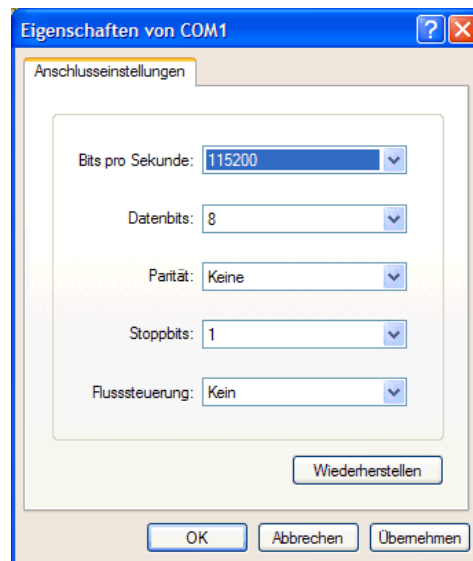 Eigenschaften von COM1
Anschlusseinstellungen
Bits pro Sekunde: 115200
Datenbits: 8
Parität: Keine
Stoppbits: 1
Flusssteuerung: Kein
Wiederherstellen
OK Abbrechen Übernehmen